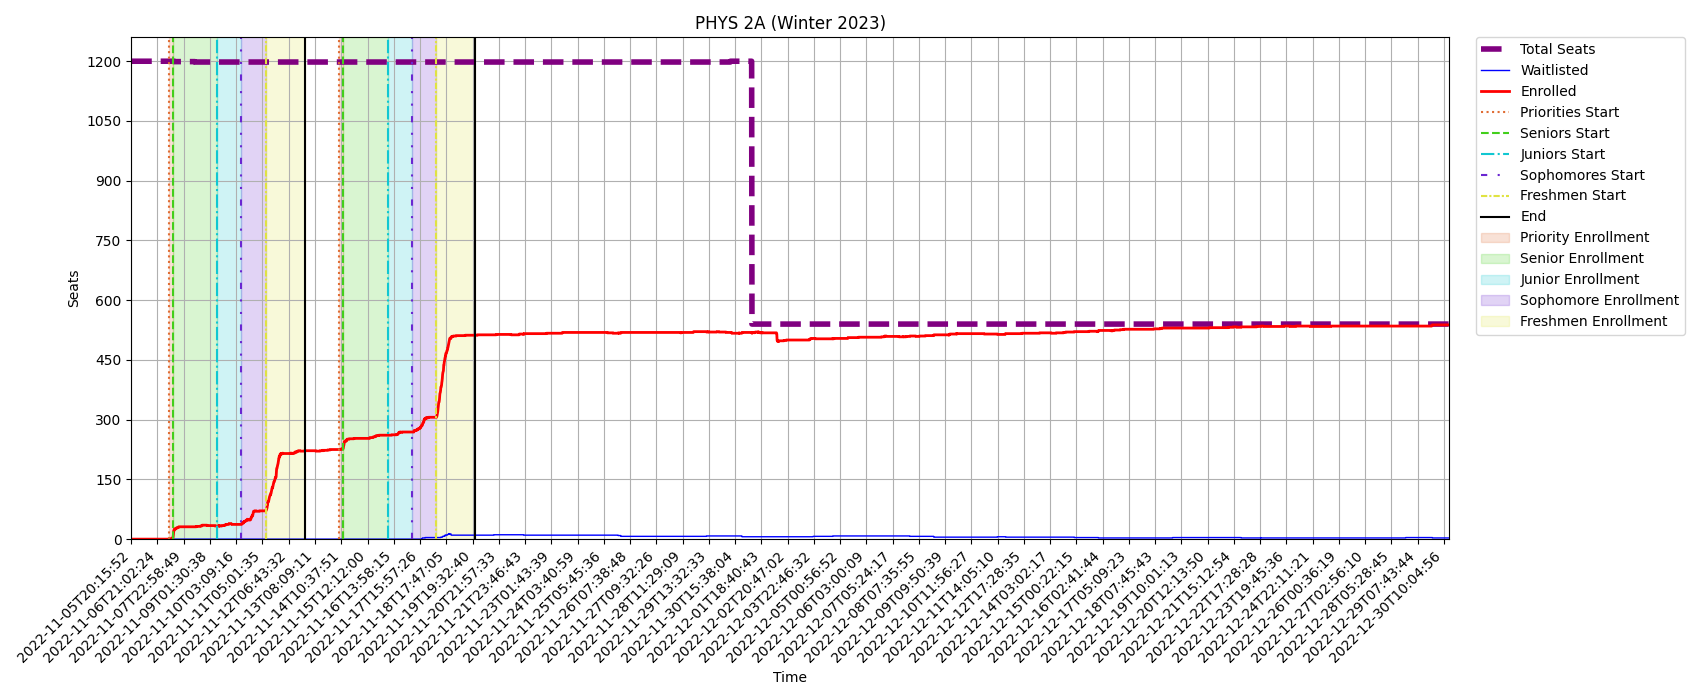 PHYS 2A (Winter 2023)
Seats
1200
1050
900
750
600
450
300
150
0
2022-11-05T20:15:52
2022-11-06T21:02:24
2022-11-07T22:58:49
2022-11-09T01:30:38
2022-11-10T03:09:16
2022-11-11T05:01:35
2022-11-12T06:43:32
2022-11-13T08:09:11
2022-11-14T10:37:51
2022-11-15T12:12:00
2022-11-16T13:58:15
2022-11-17T15:57:26
2022-11-18T17:47:05
2022-11-19T19:32:40
2022-11-20T21:57:33
2022-11-21T23:46:43
2022-11-23T01:43:39
2022-11-24T03:40:59
2022-11-25T05:45:36
2022-11-26T07:38:48
2022-11-27T09:32:26
2022-11-28T11:29:09
2022-11-29T13:32:33
2022-11-30T15:38:04
2022-12-01T18:40:43
2022-12-02T20:47:02
2022-12-03T22:46:32
2022-12-05T00:56:52
2022-12-06T03:00:09
2022-12-07T05:24:17
2022-12-08T07:35:55
2022-12-09T09:50:39
2022-12-10T11:56:27
2022-12-11T14:05:10
2022-12-12T17:28:35
2022-12-14T03:02:17
2022-12-15T00:22:15
2022-12-16T02:41:44
2022-12-17T05:09:23
2022-12-18T07:45:43
2022-12-19T10:01:13
2022-12-20T12:13:50
2022-12-21T15:12:54
2022-12-22T17:28:28
2022-12-23T19:45:36
2022-12-24T22:11:21
2022-12-26T00:36:19
2022-12-27T02:56:10
2022-12-28T05:28:45
2022-12-29T07:43:44
2022-12-30T10:04:56
Time
Total Seats
Waitlisted
Enrolled
Priorities Start
Seniors Start
Juniors Start
Sophomores Start
Freshmen Start
End
Priority Enrollment
Senior Enrollment
Junior Enrollment
Sophomore Enrollment
Freshmen Enrollment